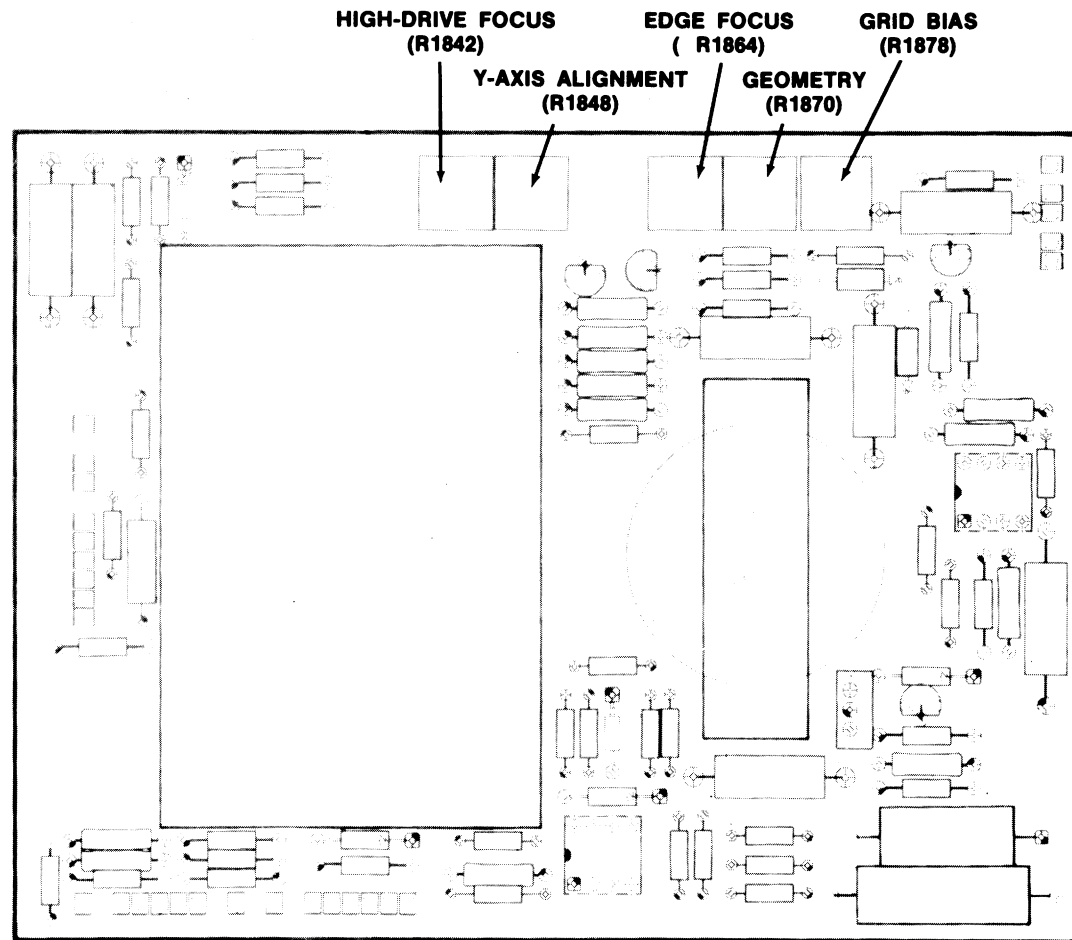 HIGH-DRIVE FOCUS
(R1842)
EDGE FOCUS
( R1864)
GRID BIAS
(R1878)
Y-AXIS ALIGNMENT
(R1848)
GEOMETRY
(R1870)